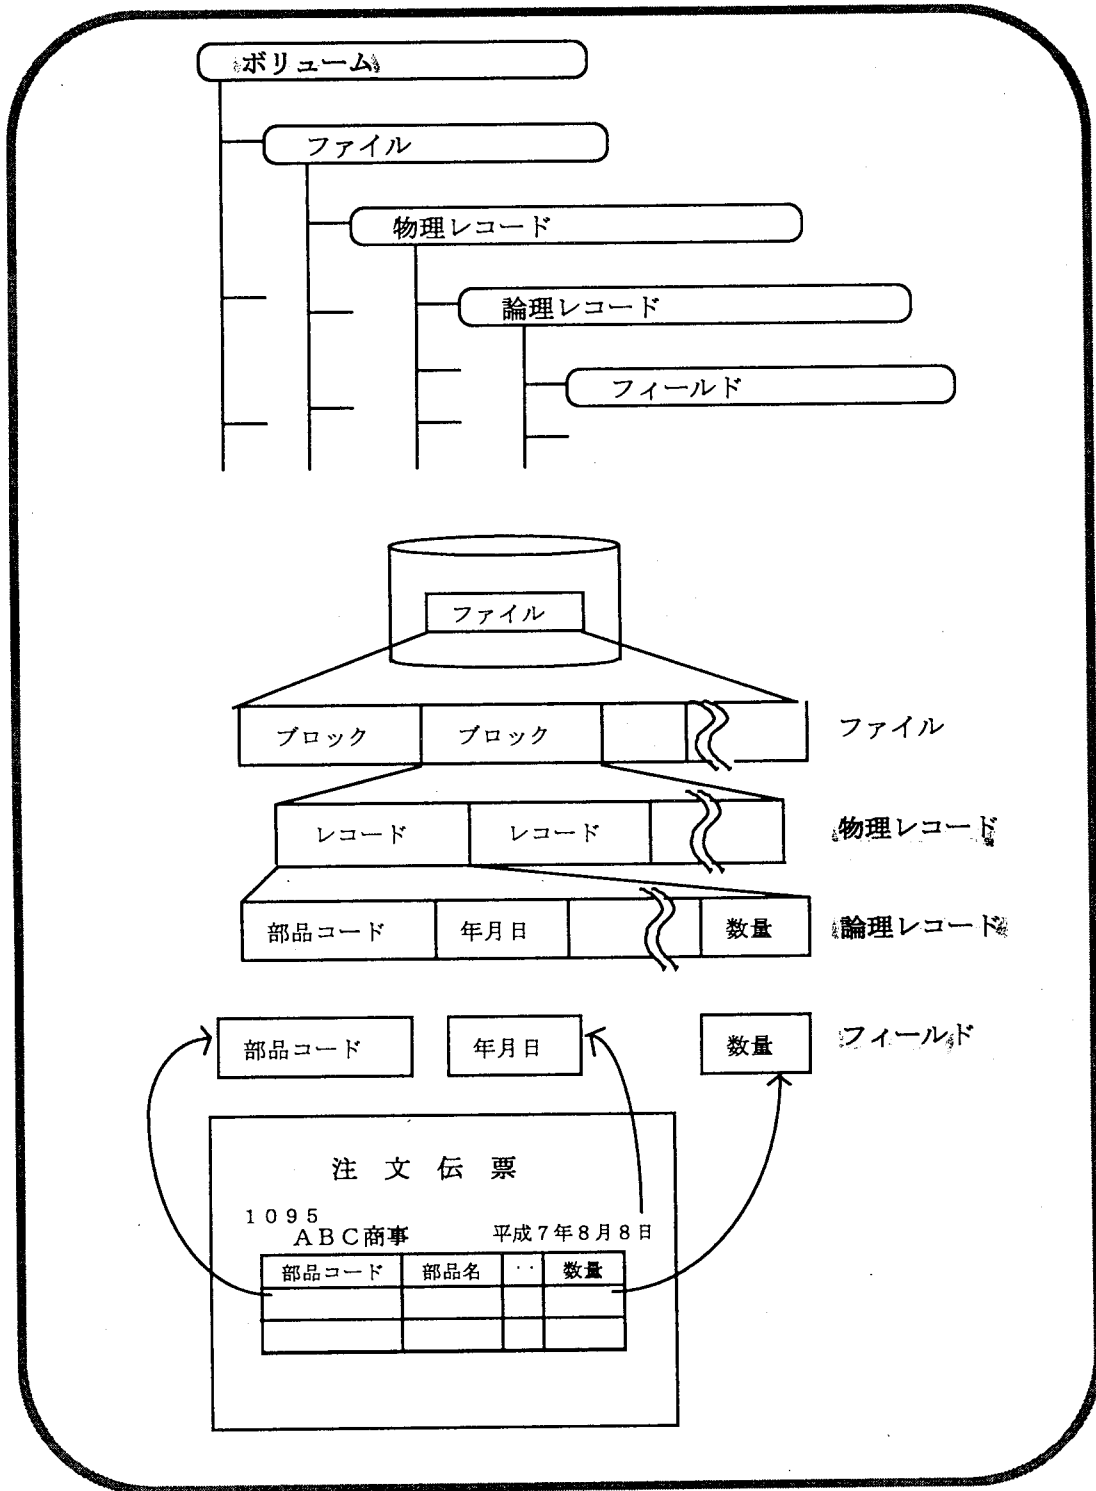 ボリューム
ファイル
物理レコード
論理レコード
フィールド
ファイル
ブロック ブロック ファイル
レコード レコード 物理レコード
部品コード 年月日 数量 論理レコード
部品コード 年月日 数量 フィールド
注文伝票
1095
ABC商事 平成7年8月8日
部品コード 部品名 ‥ 数量